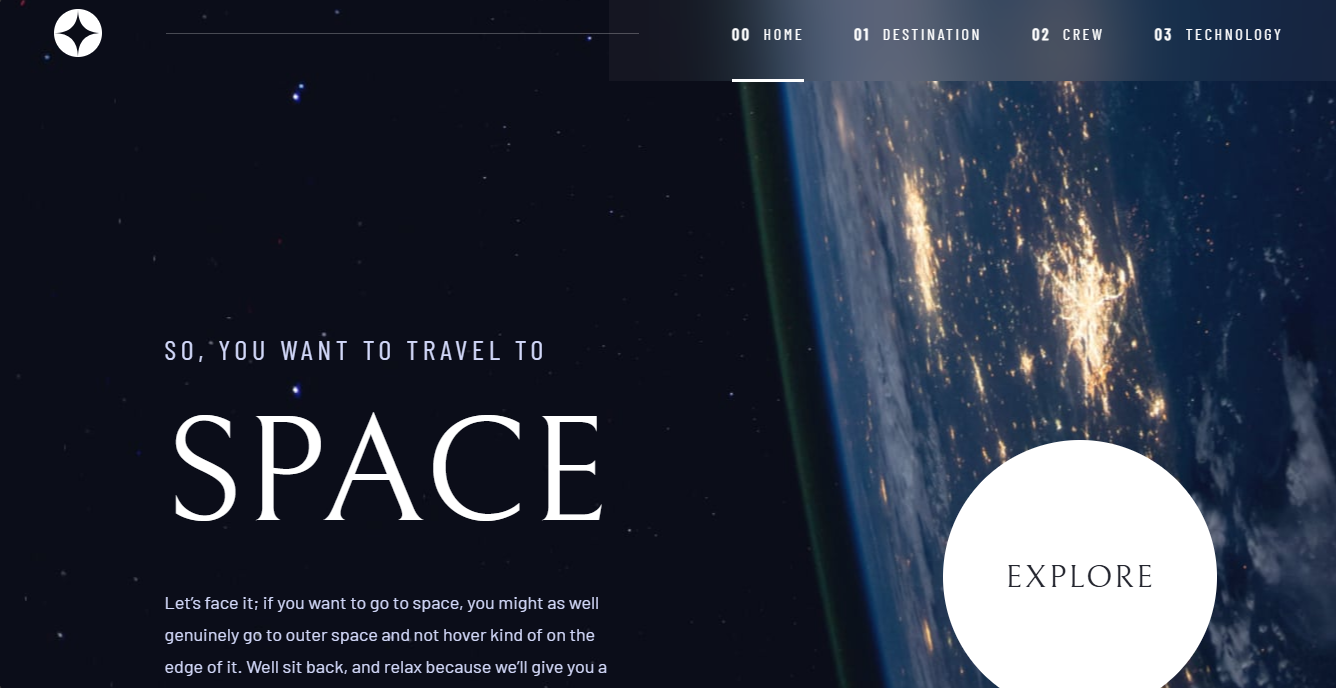 00 HOME 01 DESTINATION 02 CREW 03 TECHNOLOGY
SO, YOU WANT TO TRAVEL TO
SPACE
Let’s face it; if you want to go to space, you might as well
genuinely go to outer space and not hover kind of on the
edge of it. Well sit back, and relax because we’ll give you a
EXPLORE